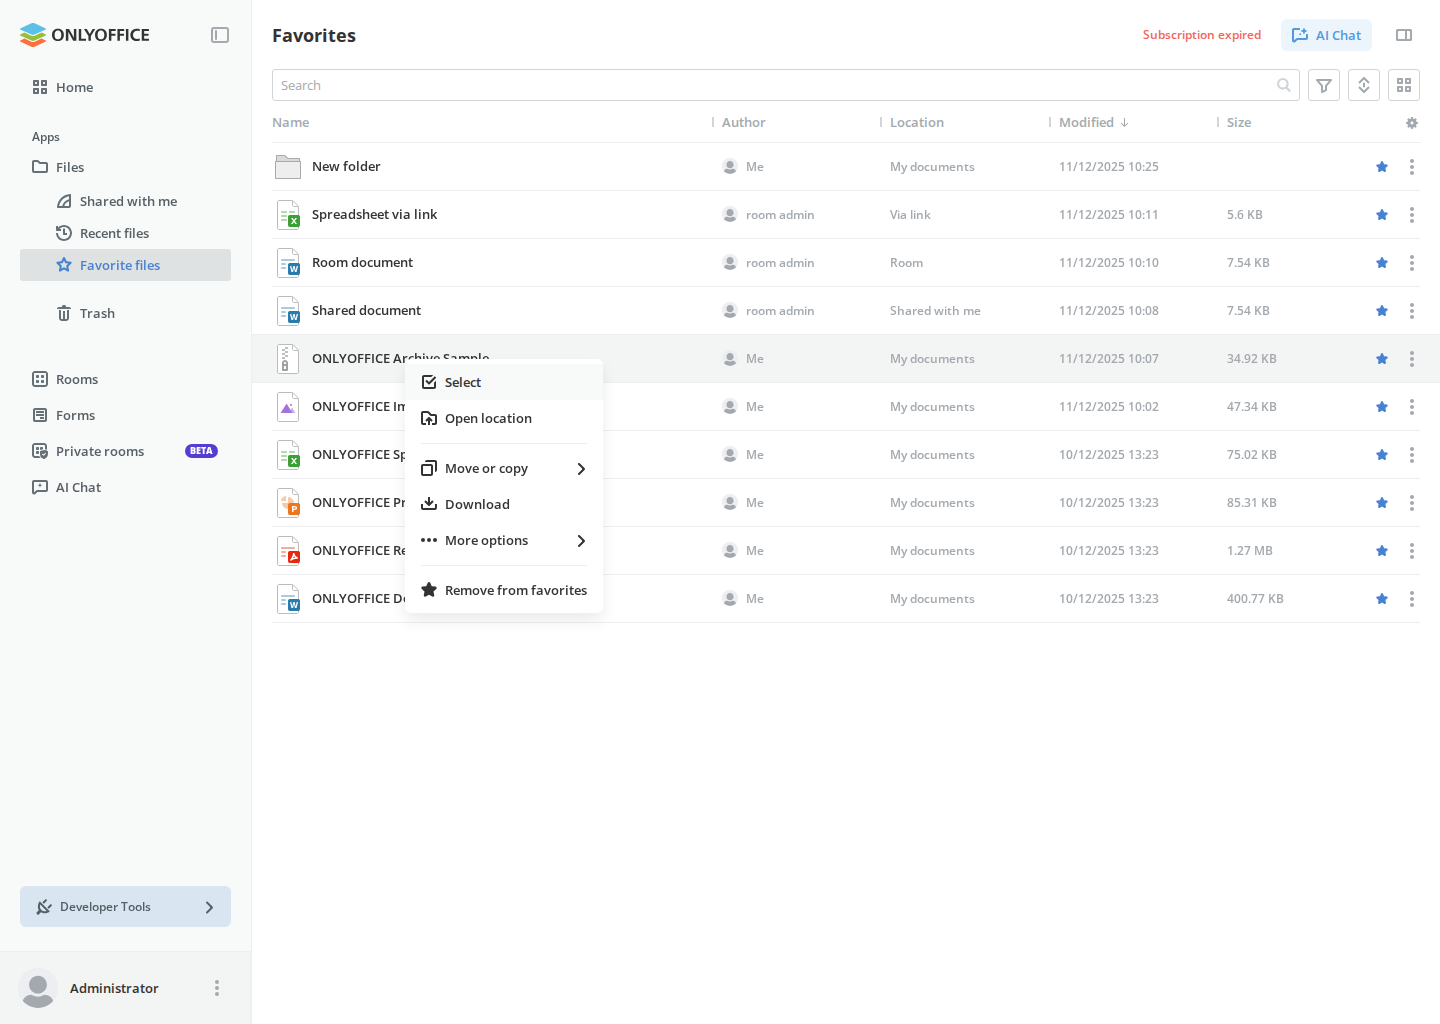 ONLYOFFICE
Home
Apps
Files
Shared with me
Recent files
Favorite files
Trash
Rooms
Forms
Private rooms BETA
AI Chat
Developer Tools
Administrator
Favorites
Subscription expired
AI Chat
Search
Name Author Location Modified Size
New folder Me My documents 11/12/2025 10:25
Spreadsheet via link room admin Via link 11/12/2025 10:11 5.6 KB
Room document room admin Room 11/12/2025 10:10 7.54 KB
Shared document room admin Shared with me 11/12/2025 10:08 7.54 KB
ONLYOFFICE Archive Sample Me My documents 11/12/2025 10:07 34.92 KB
ONLYOFFICE Me My documents 11/12/2025 10:02 47.34 KB
ONLYOFFICE Sp Me My documents 10/12/2025 13:23 75.02 KB
ONLYOFFICE Pr Me My documents 10/12/2025 13:23 85.31 KB
ONLYOFFICE Re Me My documents 10/12/2025 13:23 1.27 MB
ONLYOFFICE Me My documents 10/12/2025 13:23 400.77 KB
Select
Open location
Move or copy
Download
More options
Remove from favorites